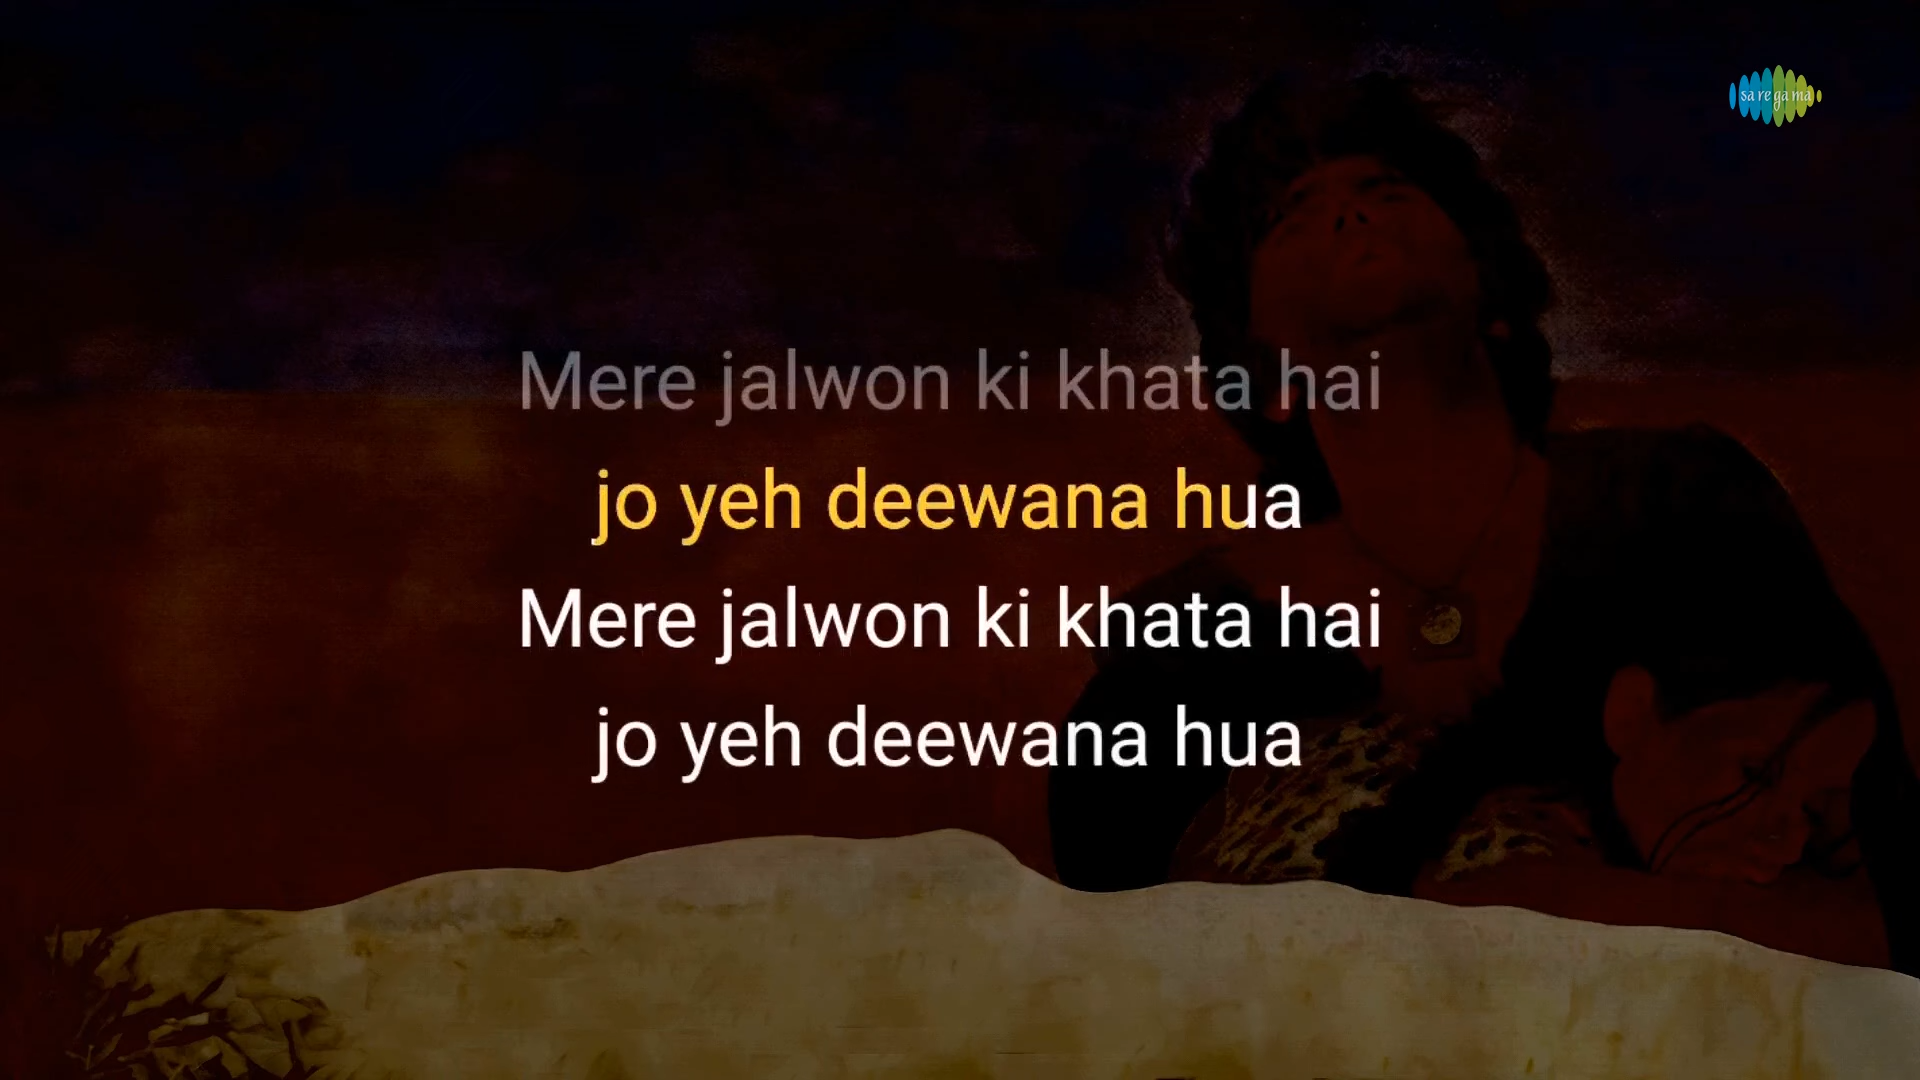 sa re ga ma
Mere jalwon ki khata hai
jo yeh deewana hua
Mere jalwon ki khata hai
jo yeh deewana hua